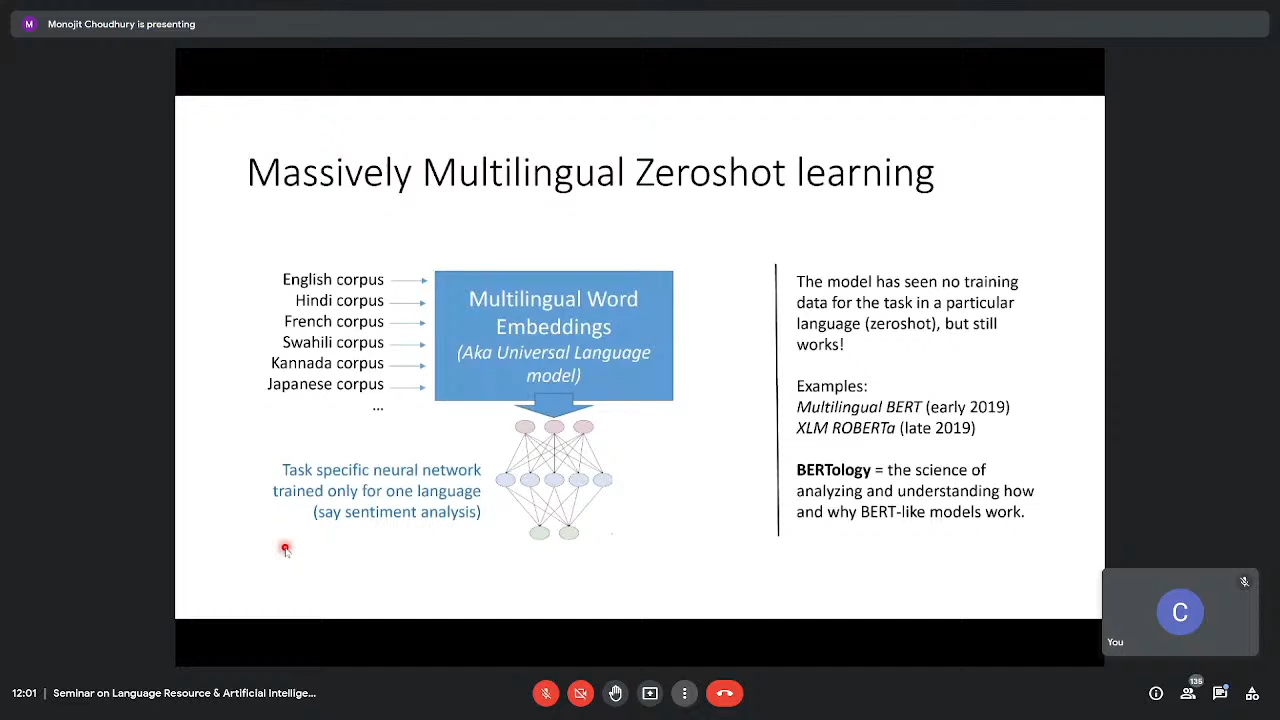 M Monojit Choudhury is presenting
Massively Multilingual Zeroshot learning
English corpus
Hindi corpus
French corpus
Swahili corpus
Kannada corpus
Japanese corpus
...
Multilingual Word
Embeddings
(Aka Universal Language
model)
Task specific neural network
trained only for one language
(say sentiment analysis)
The model has seen no training
data for the task in a particular
language (zeroshot), but still
works!
Examples:
Multilingual BERT (early 2019)
XLM ROBERTa (late 2019)
BERTology = the science of
analyzing and understanding how
and why BERT-like models work.
C
You
12:01 | Seminar on Language Resource & Artificial Intellige...
136